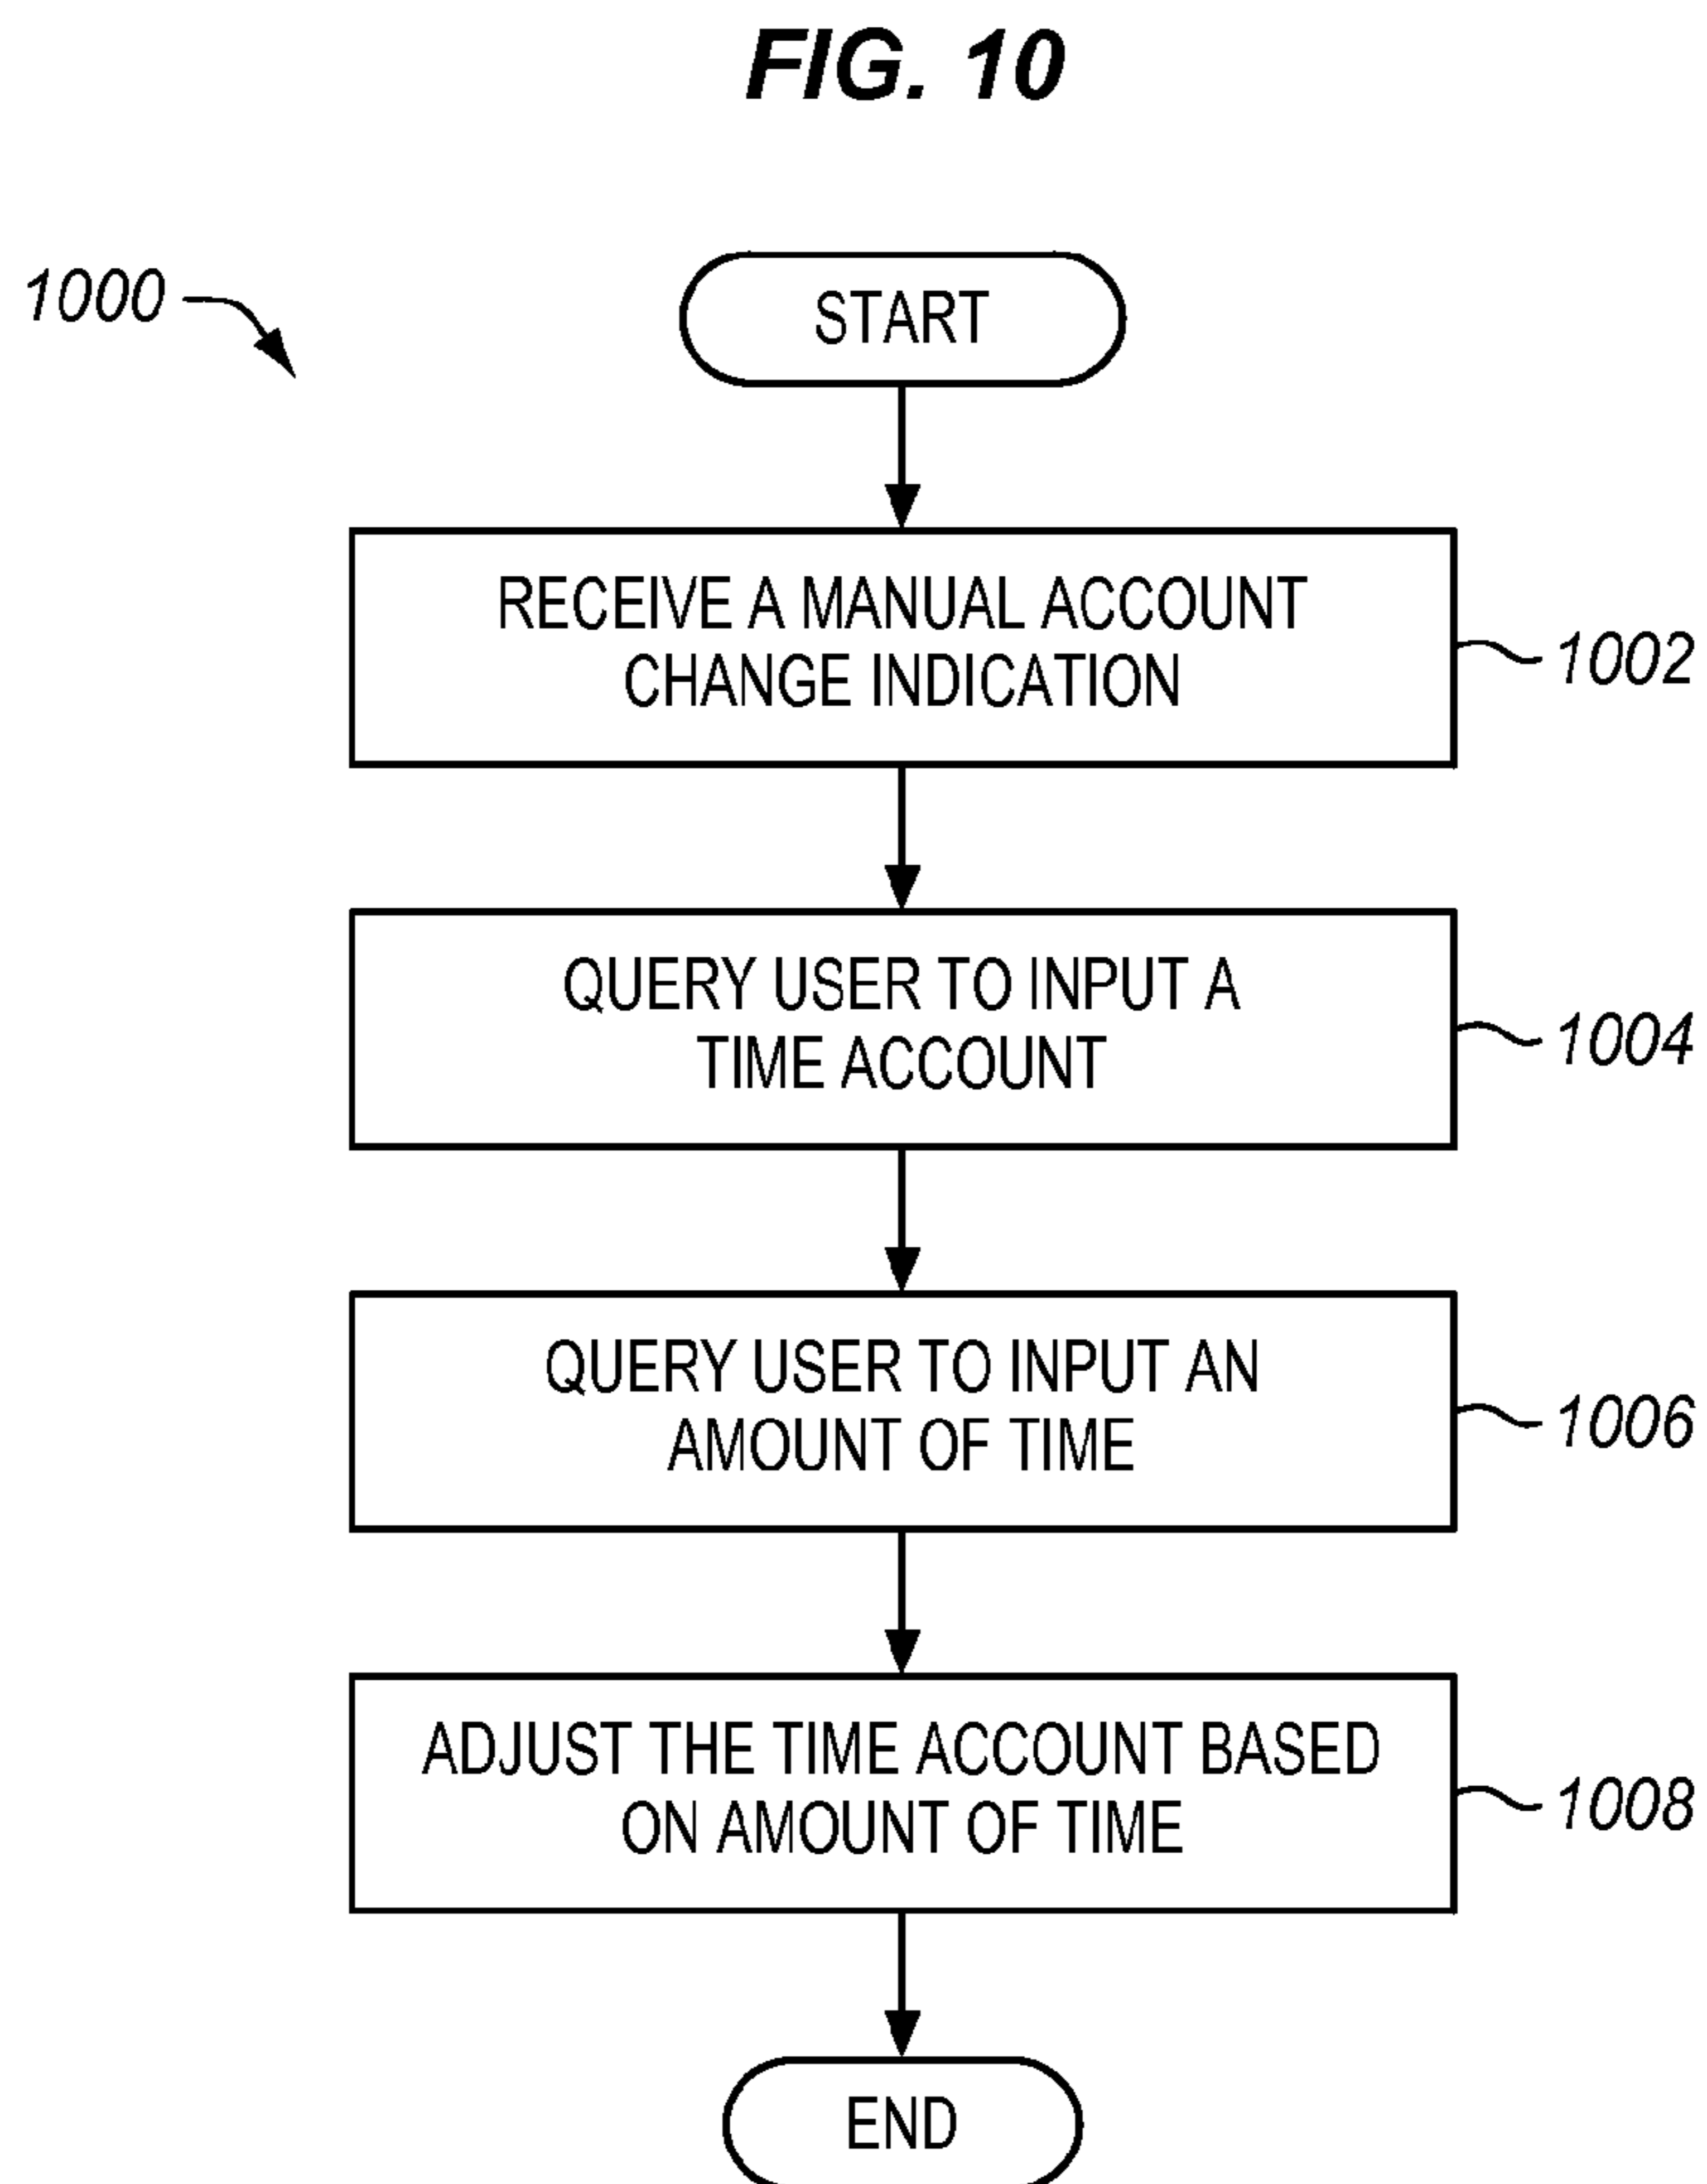 FIG. 10
1000
START
RECEIVE A MANUAL ACCOUNT
CHANGE INDICATION
1002
QUERY USER TO INPUT A
TIME ACCOUNT
1004
QUERY USER TO INPUT AN
AMOUNT OF TIME
1006
ADJUST THE TIME ACCOUNT BASED
ON AMOUNT OF TIME
1008
END